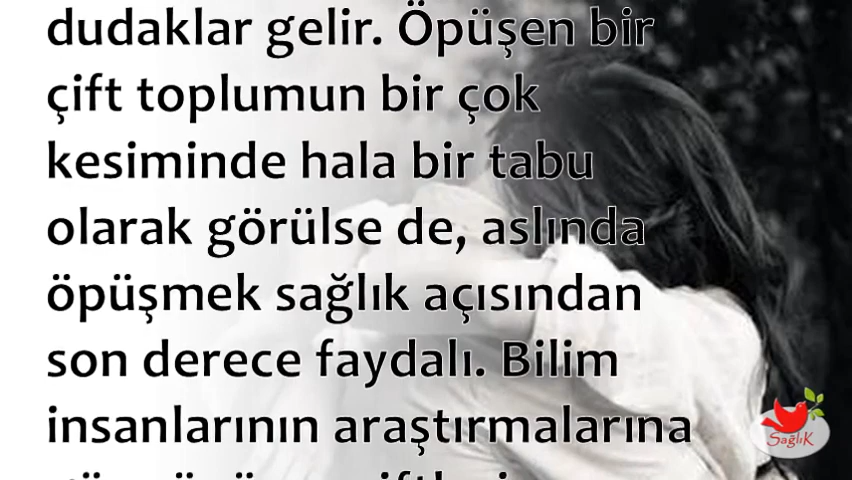 dudaklar gelir. Öpüşen bir
çift toplumun bir çok
kesiminde hala bir tabu
olarak görülse de, aslında
öpüşmek sağlık açısından
son derece faydalı. Bilim
insanlarının araştırmalarına
SağlıK